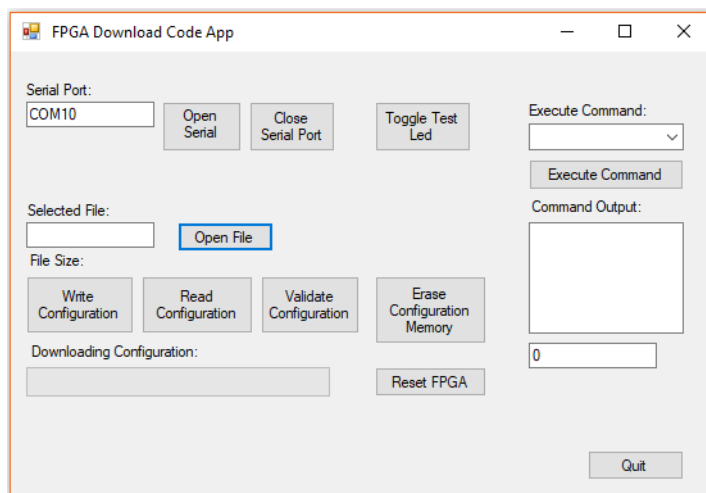 FPGA Download Code App
Serial Port:
COM10
Open
Serial
Close
Serial Port
Toggle Test
Led
Execute Command:
Execute Command
Selected File:
Open File
Command Output:
File Size:
Write
Configuration
Read
Configuration
Validate
Configuration
Erase
Configuration
Memory
Downloading Configuration:
0
Reset FPGA
Quit